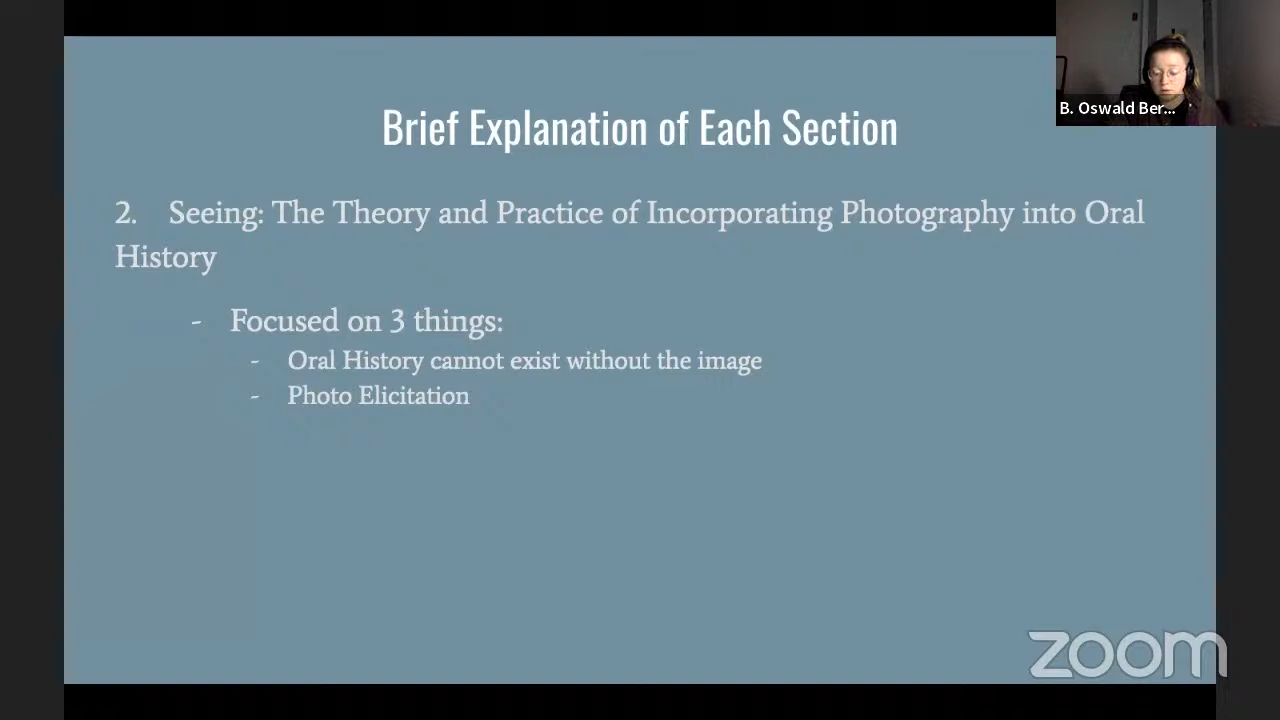 B. Oswald Ber...
Brief Explanation of Each Section
2. Seeing: The Theory and Practice of Incorporating Photography into Oral
History
- Focused on 3 things:
- Oral History cannot exist without the image
- Photo Elicitation
zoom